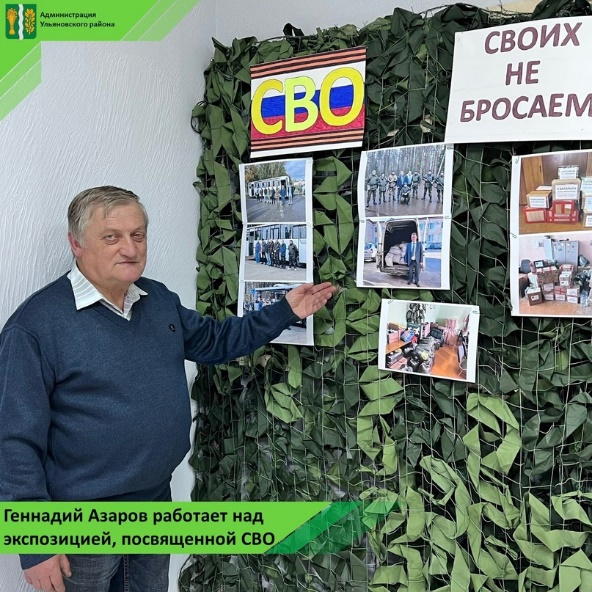 Администрация
Ульяновского района
СВО
СВОИХ
НЕ
БРОСАЕМ
Геннадий Азаров работает над
экспозицией, посвященной СВО